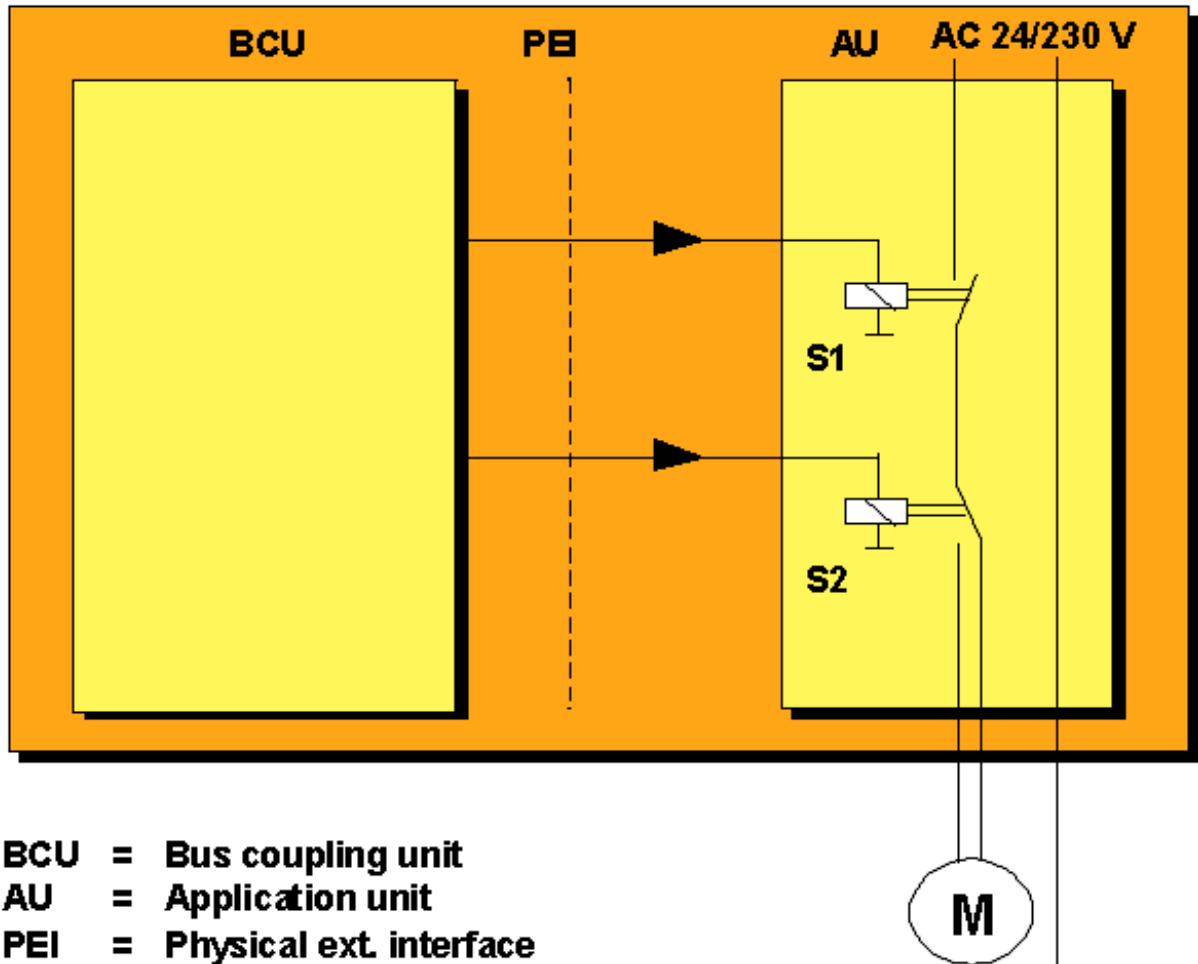 BCU PEI AU AC 24/230 V
S1
S2
M
BCU = Bus coupling unit
AU = Application unit
PEI = Physical ext. interface